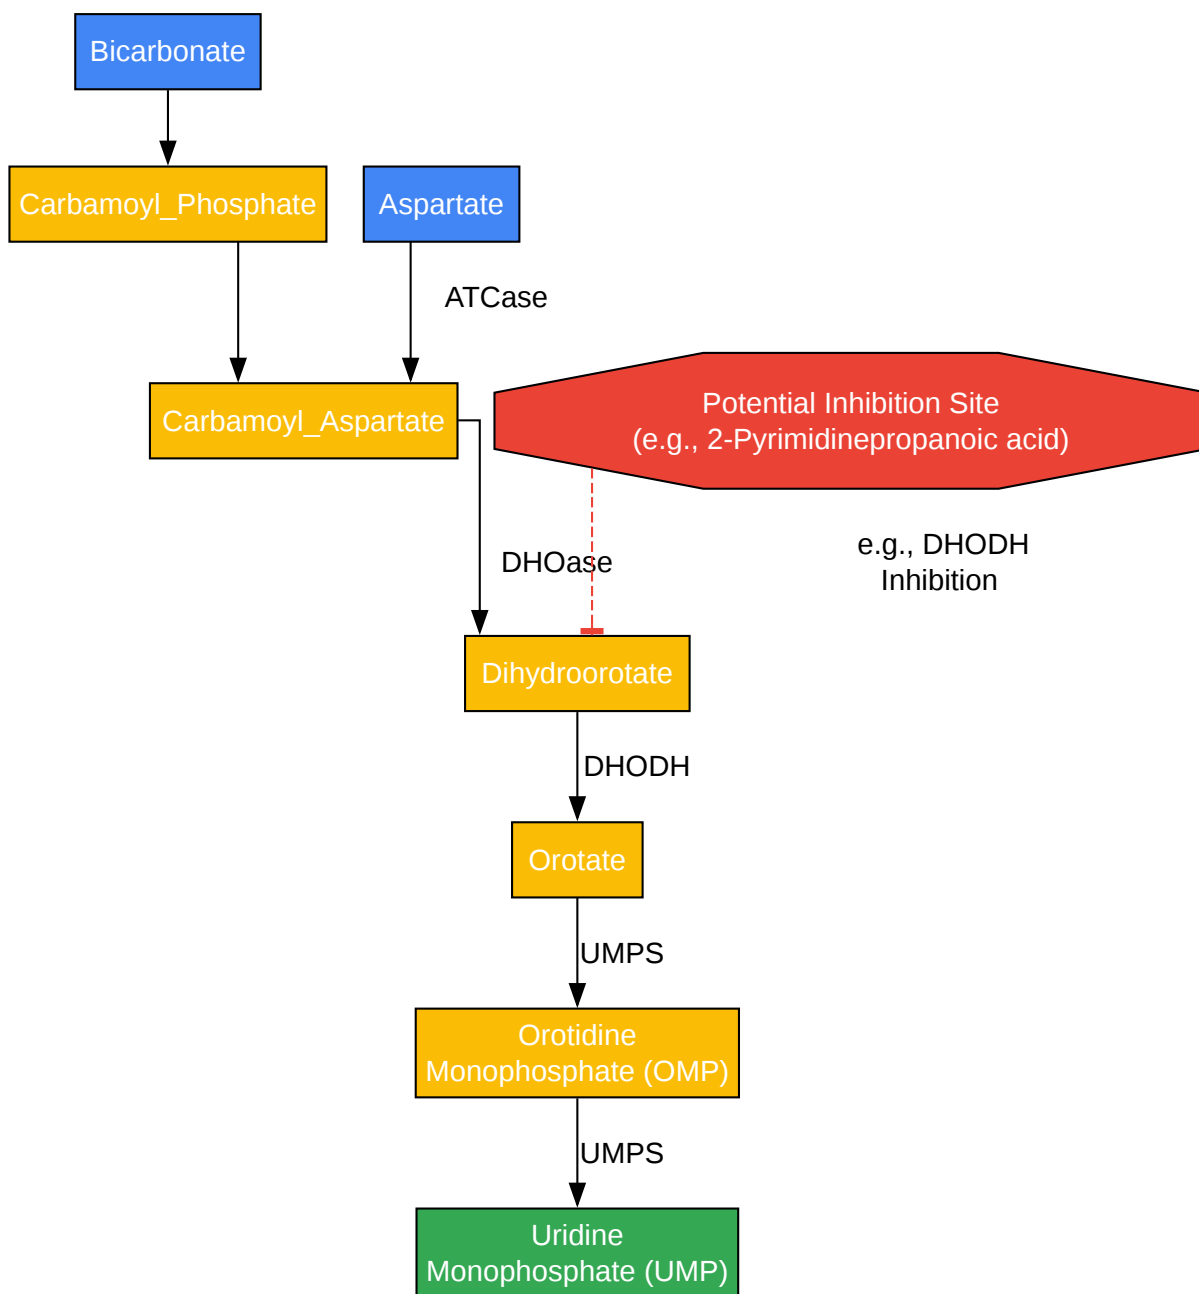 Bicarbonate
Carbamoyl_Phosphate
Aspartate
ATCase
Potential Inhibition Site
(e.g., 2-Pyrimidinepropanoic acid)
Carbamoyl_Aspartate
e.g., DHODH
Inhibition
DHOase
Dihydroorotate
DHODH
Orotate
UMPS
Orotidine
Monophosphate (OMP)
UMPS
Uridine
Monophosphate (UMP)